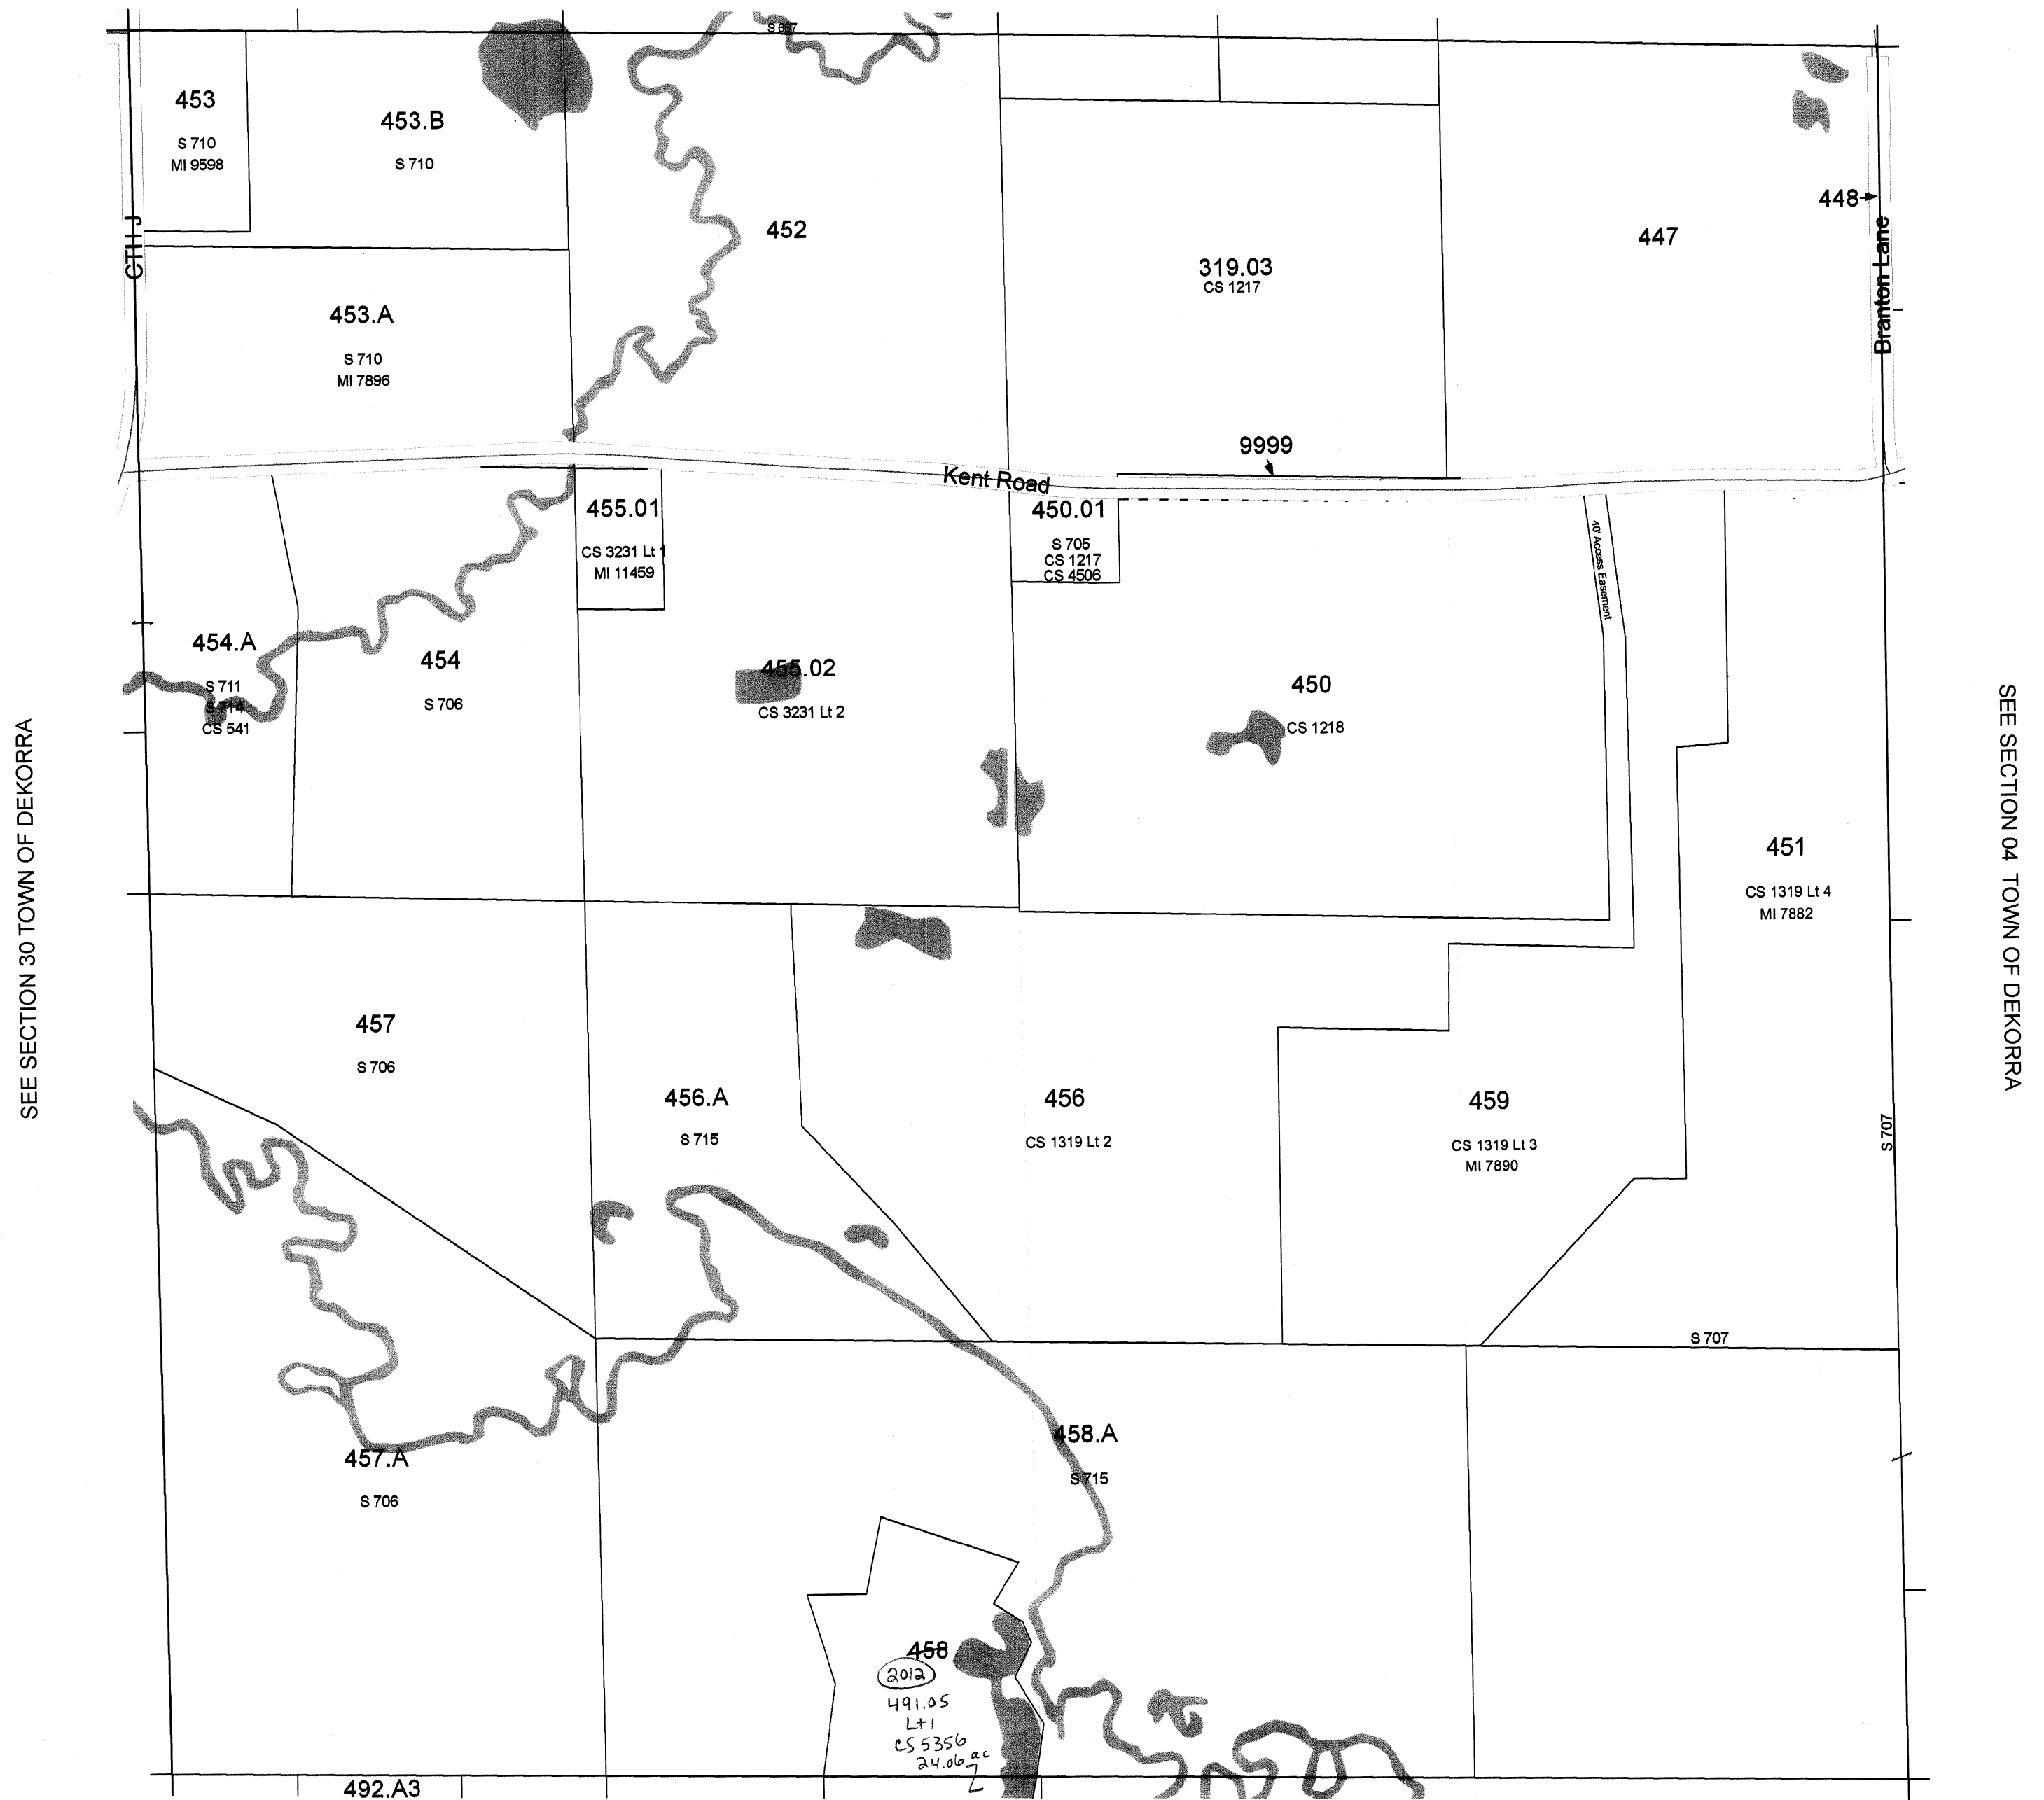 S 667
453
S 710
MI 9598
453.B
S 710
452
319.03
CS 1217
447
448
CTH J
Branton Lane
453.A
S 710
MI 7896
9999
Kent Road
455.01
CS 3231 Lt 1
MI 11459
450.01
S 705
CS 1217
CS 4506
40' Access Easement
454.A
S 711
S 714
CS 541
454
S 706
455.02
CS 3231 Lt 2
450
CS 1218
451
CS 1319 Lt 4
MI 7882
SEE SECTION 30 TOWN OF DEKORRA
SEE SECTION 04 TOWN OF DEKORRA
457
S 706
456.A
S 715
456
CS 1319 Lt 2
459
CS 1319 Lt 3
MI 7890
S 707
S 707
457.A
S 706
458.A
S 715
458
2012
491.05
Lt 1
CS 5356
24.06 ac
492.A3